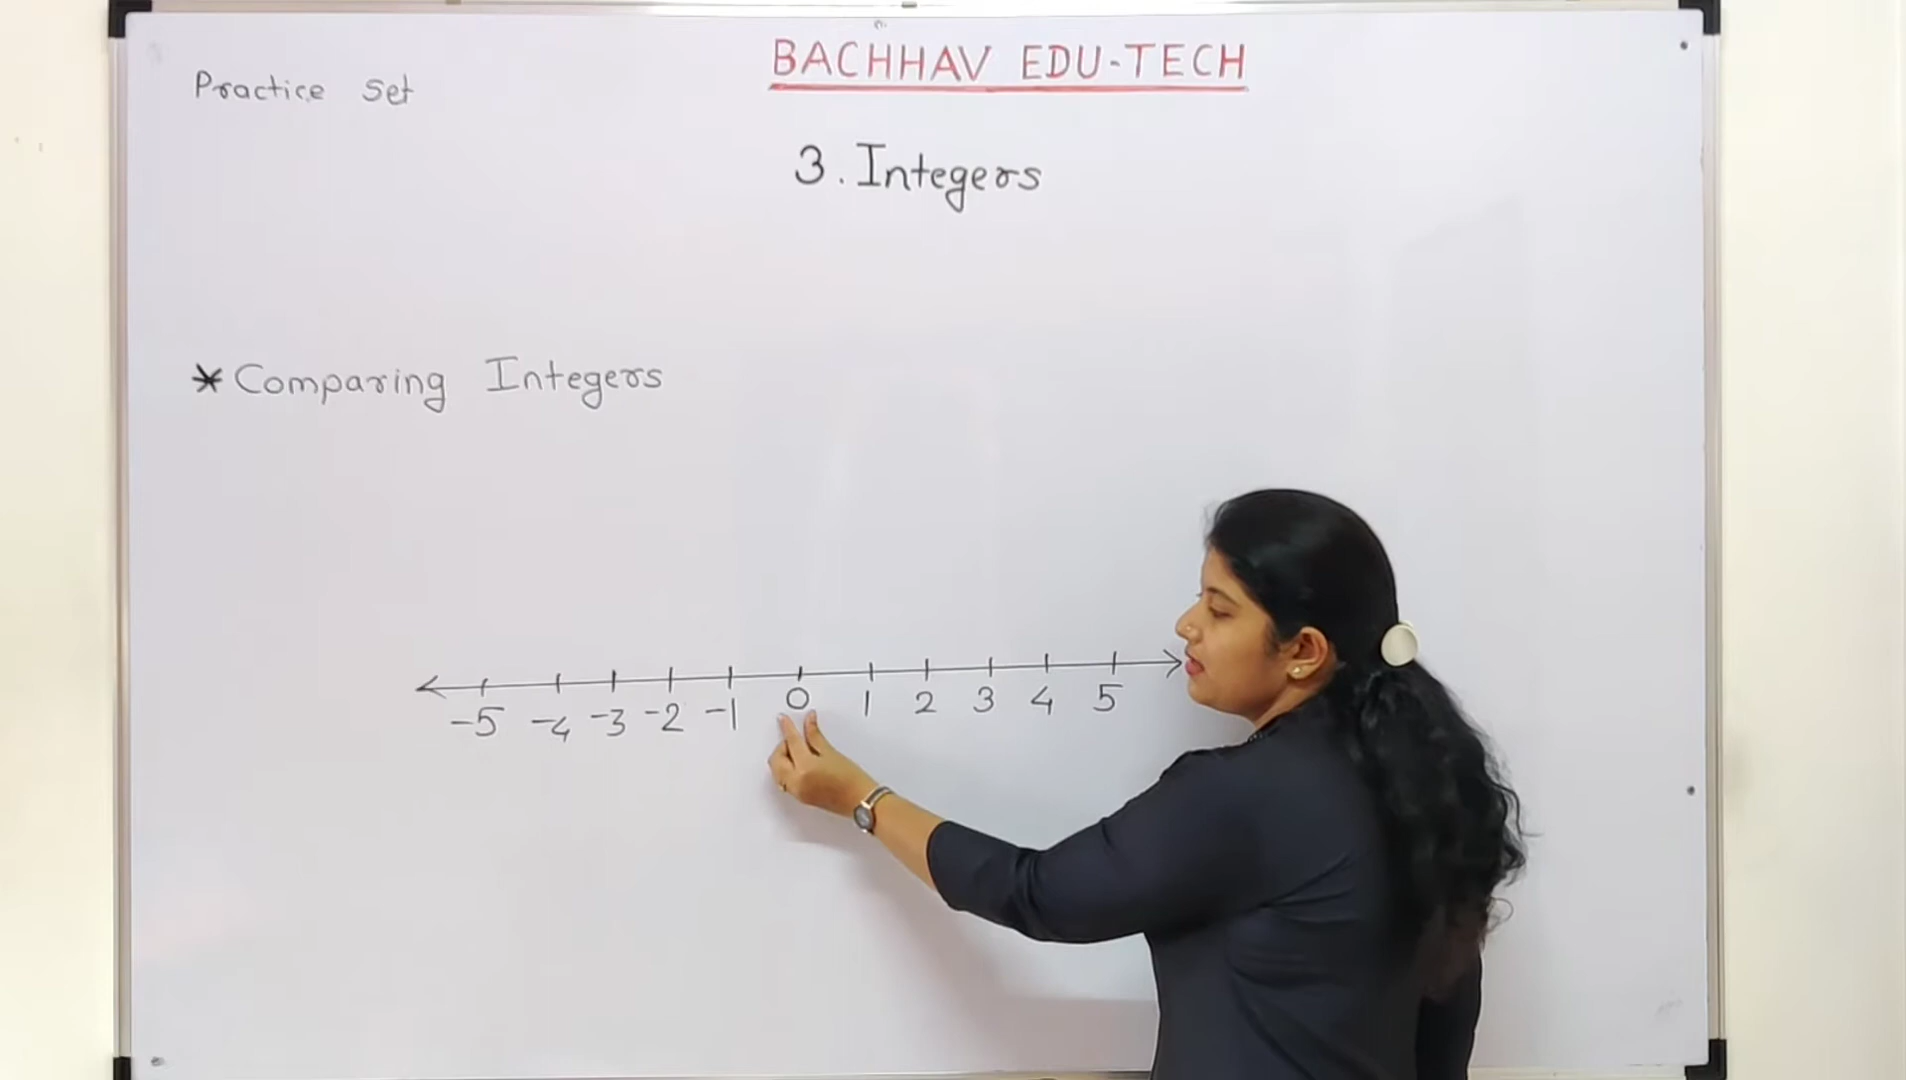 BACHHAV EDU-TECH
Practice Set
3. Integers
* Comparing Integers
-5 -4 -3 -2 -1 0 1 2 3 4 5